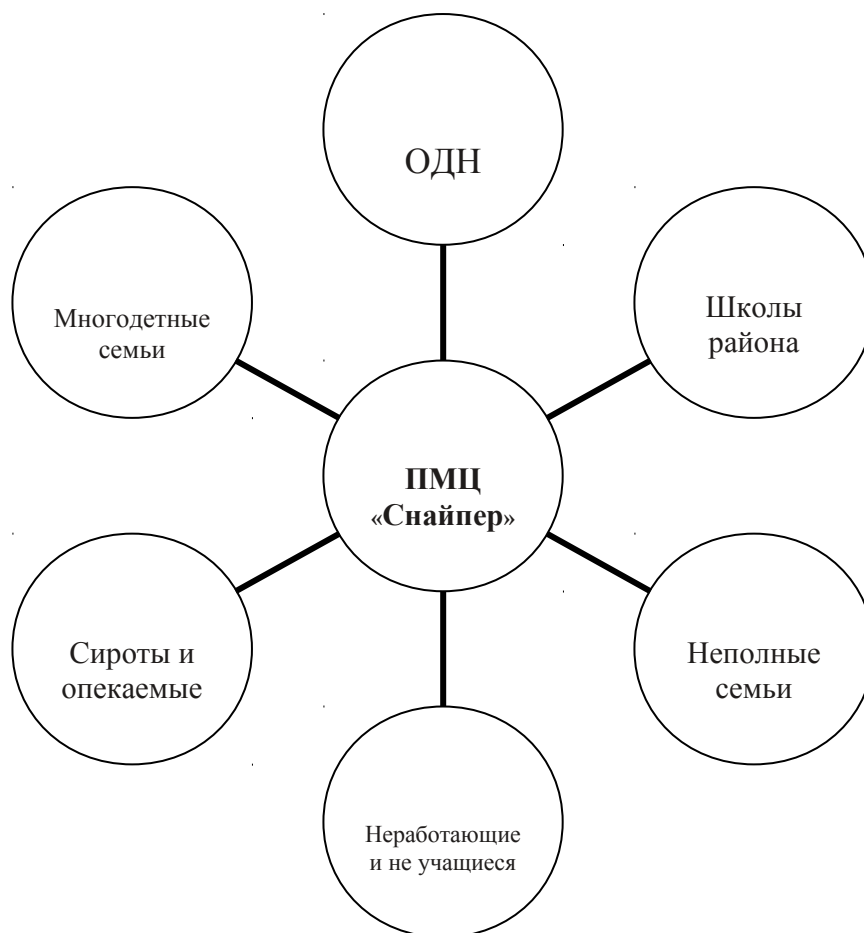 ОДН
Многодетные
семьи
Школы
района
ПМЦ
«Снайпер»
Сироты и
опекаемые
Неполные
семьи
Неработающие
и не учащиеся